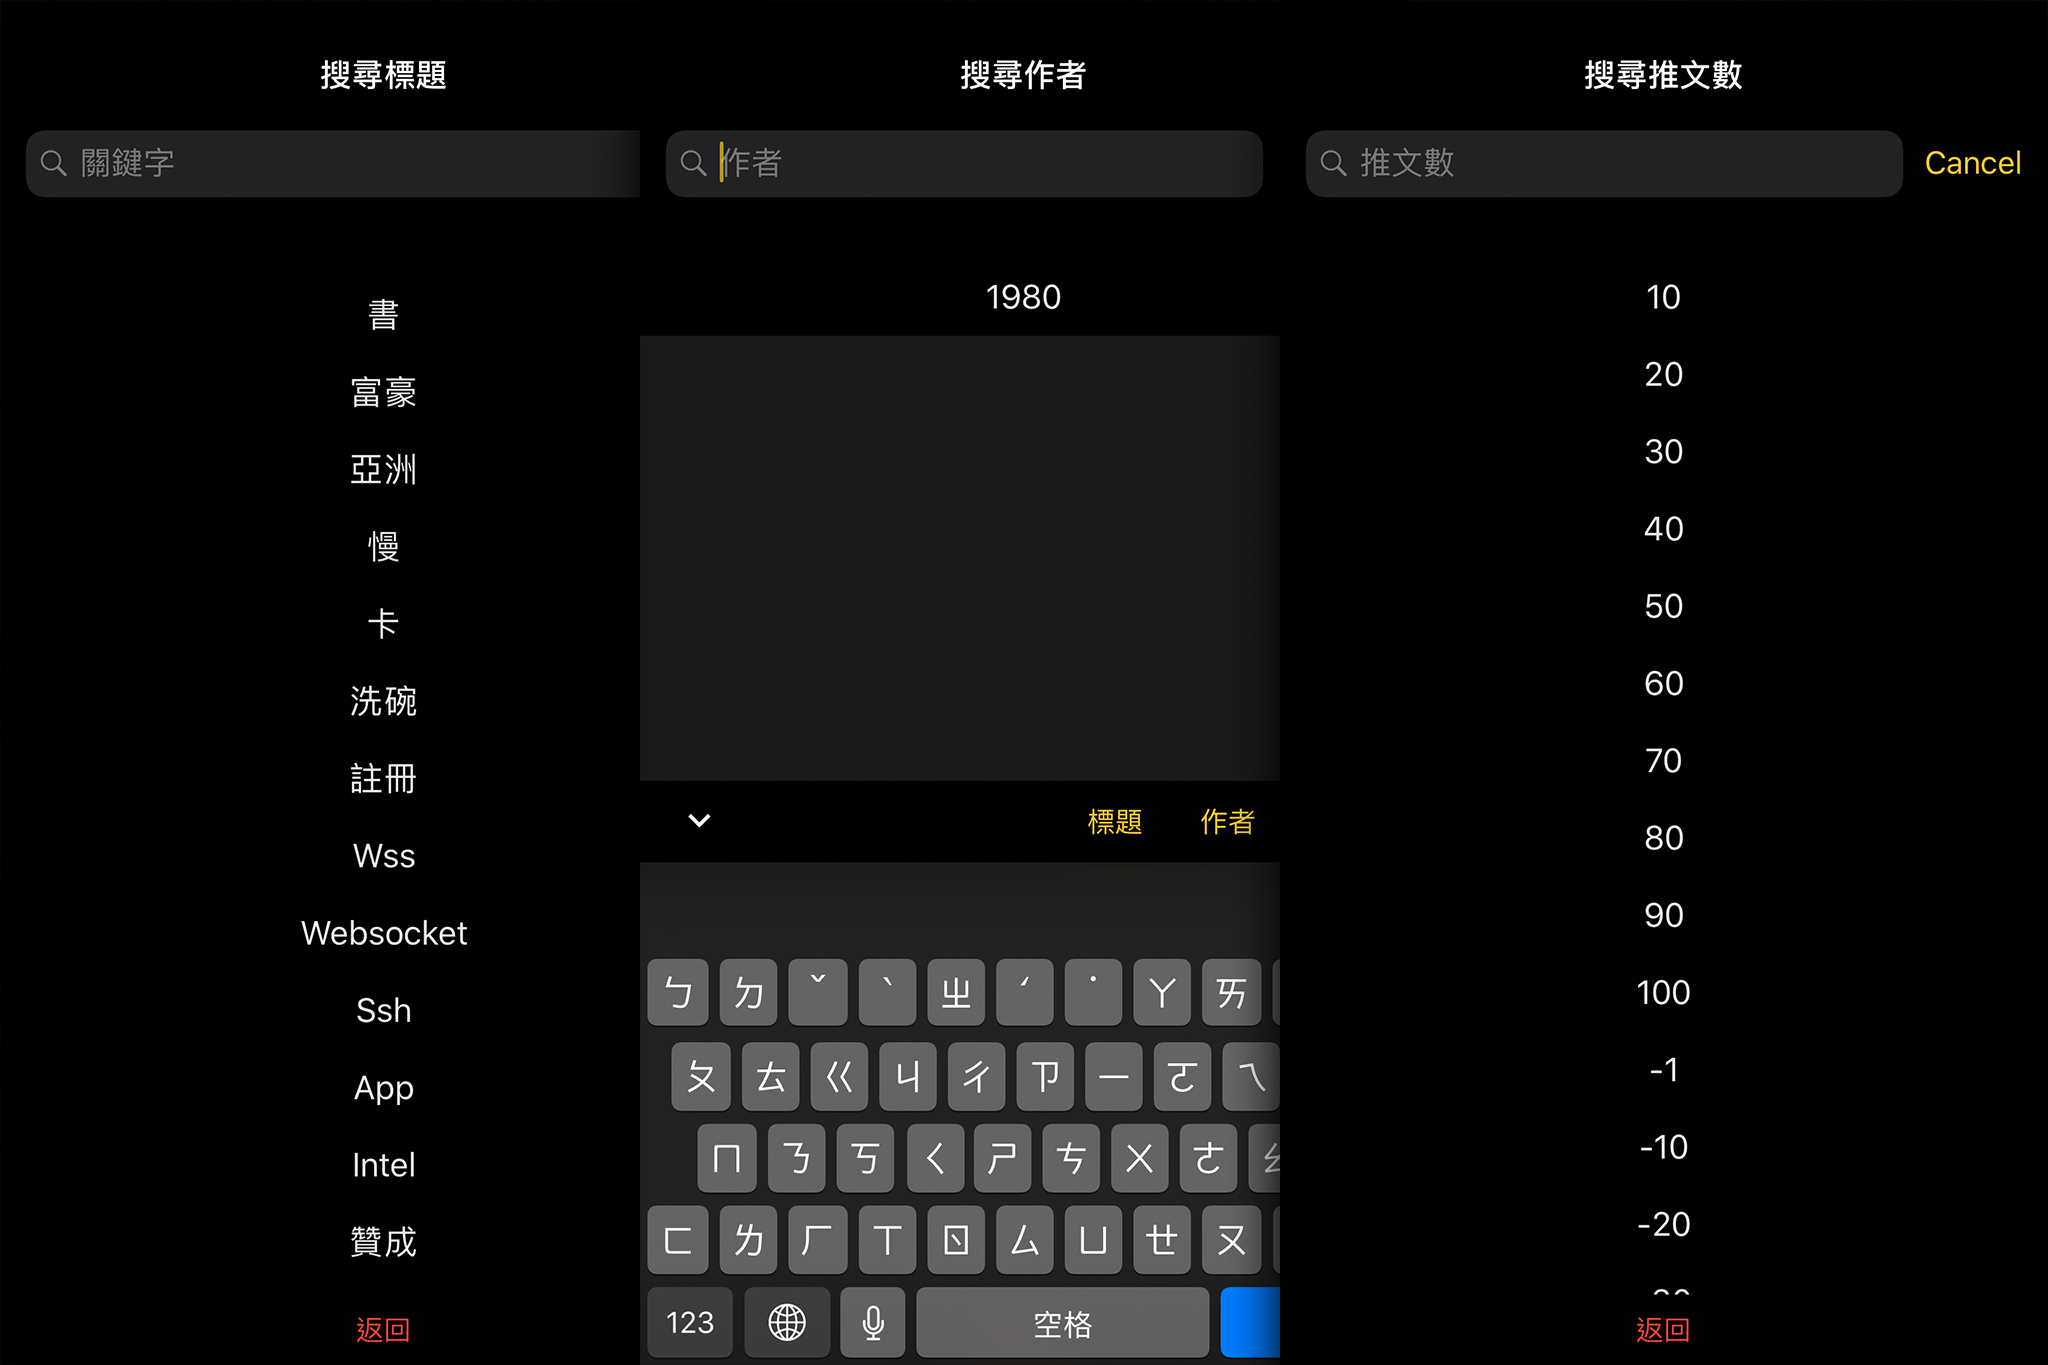 搜尋標題
關鍵字
書
富豪
亞洲
慢
卡
洗碗
註冊
Wss
Websocket
Ssh
App
Intel
贊成
返回
搜尋作者
作者
1980
標題 作者
ㄅ ㄉ ˇ ˋ ㄓ ˊ ˙ ㄚ ㄞ
ㄆ ㄊ ㄍ ㄐ ㄔ ㄗ ㄧ ㄛ ㄟ
ㄇ ㄋ ㄎ ㄑ ㄕ ㄘ ㄨ ㄜ ㄠ
ㄈ ㄌ ㄏ ㄒ ㄖ ㄙ ㄩ ㄝ ㄡ
123 空格
搜尋推文數
推文數 Cancel
10
20
30
40
50
60
70
80
90
100
-1
-10
-20
返回